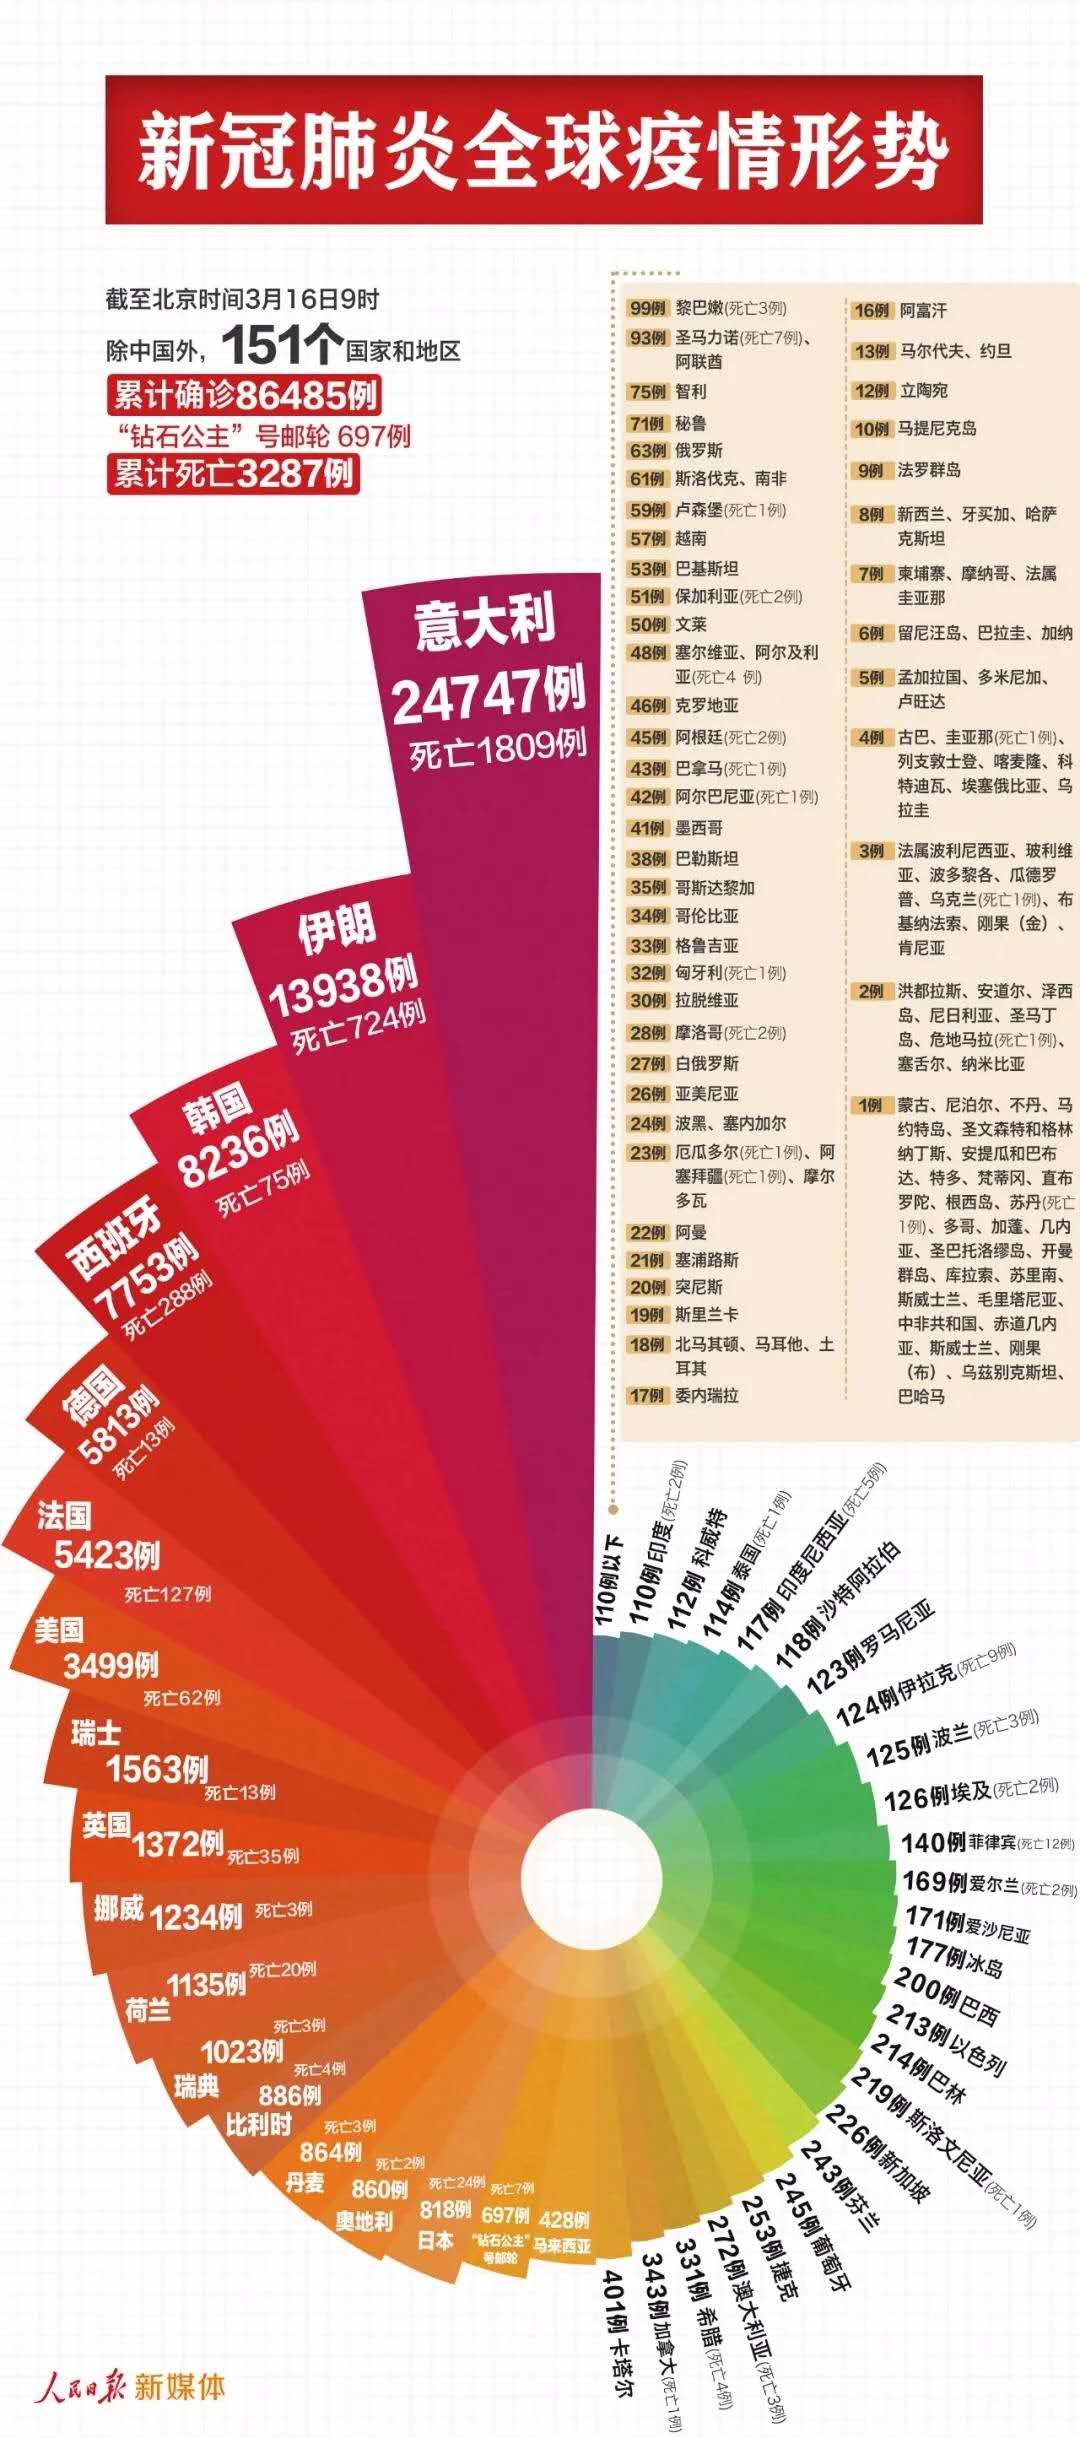 新冠肺炎全球疫情形势
截至北京时间3月16日9时
除中国外，151个国家和地区
累计确诊86485例
“钻石公主”号邮轮 697例
累计死亡3287例
99例 黎巴嫩(死亡3例)
93例 圣马力诺(死亡7例)、
阿联酋
75例 智利
71例 秘鲁
63例 俄罗斯
61例 斯洛伐克、南非
59例 卢森堡(死亡1例)
57例 越南
53例 巴基斯坦
51例 保加利亚(死亡2例)
50例 文莱
48例 塞尔维亚、阿尔及利
亚(死亡4 例)
46例 克罗地亚
45例 阿根廷(死亡2例)
43例 巴拿马(死亡1例)
42例 阿尔巴尼亚(死亡1例)
41例 墨西哥
38例 巴勒斯坦
35例 哥斯达黎加
34例 哥伦比亚
33例 格鲁吉亚
32例 匈牙利(死亡1例)
30例 拉脱维亚
28例 摩洛哥(死亡2例)
27例 白俄罗斯
26例 亚美尼亚
24例 波黑、塞内加尔
23例 厄瓜多尔(死亡1例)、阿
塞拜疆(死亡1例)、摩尔
多瓦
22例 阿曼
21例 塞浦路斯
20例 突尼斯
19例 斯里兰卡
18例 北马其顿、马耳他、土
耳其
17例 委内瑞拉
16例 阿富汗
13例 马尔代夫、约旦
12例 立陶宛
10例 马提尼克岛
9例 法罗群岛
8例 新西兰、牙买加、哈萨
克斯坦
7例 柬埔寨、摩纳哥、法属
圭亚那
6例 留尼汪岛、巴拉圭、加纳
5例 孟加拉国、多米尼加、
卢旺达
4例 古巴、圭亚那(死亡1例)、
列支敦士登、喀麦隆、科
特迪瓦、埃塞俄比亚、乌
拉圭
3例 法属波利尼西亚、玻利维
亚、波多黎各、瓜德罗
普、乌克兰(死亡1例)、布
基纳法索、刚果（金）、
肯尼亚
2例 洪都拉斯、安道尔、泽西
岛、尼日利亚、圣马丁
岛、危地马拉(死亡1例)、
塞舌尔、纳米比亚
1例 蒙古、尼泊尔、不丹、马
约特岛、圣文森特和格林
纳丁斯、安提瓜和巴布
达、特多、梵蒂冈、直布
罗陀、根西岛、苏丹(死亡
1例)、多哥、加蓬、几内
亚、圣巴托洛缪岛、开曼
群岛、库拉索、苏里南、
斯威士兰、毛里塔尼亚、
中非共和国、赤道几内
亚、斯威士兰、刚果
（布）、乌兹别克斯坦、
巴哈马
意大利
24747例
死亡1809例
伊朗
13938例
死亡724例
韩国
8236例
死亡75例
西班牙
7753例
死亡288例
德国
5813例
死亡13例
法国
5423例
死亡127例
美国
3499例
死亡62例
瑞士
1563例
死亡13例
英国
1372例
死亡35例
挪威
1234例
死亡3例
荷兰
1135例
死亡20例
瑞典
1023例
死亡3例
比利时
886例
死亡4例
丹麦
864例
死亡3例
奥地利
860例
死亡2例
日本
818例
死亡24例
“钻石公主”
号邮轮
697例
死亡7例
马来西亚
428例
110例以下
110例 印度(死亡2例)
112例 科威特
114例 泰国(死亡1例)
117例 印度尼西亚(死亡5例)
118例 沙特阿拉伯
123例 罗马尼亚
124例 伊拉克(死亡9例)
125例 波兰(死亡3例)
126例 埃及(死亡2例)
140例 菲律宾(死亡12例)
169例 爱尔兰(死亡2例)
171例 爱沙尼亚
177例 冰岛
200例 巴西
213例 以色列
214例 巴林
219例 斯洛文尼亚(死亡1例)
226例 新加坡
243例 芬兰
245例 葡萄牙
253例 捷克
272例 澳大利亚(死亡3例)
331例 希腊(死亡4例)
343例 加拿大(死亡1例)
401例 卡塔尔
人民日报 新媒体